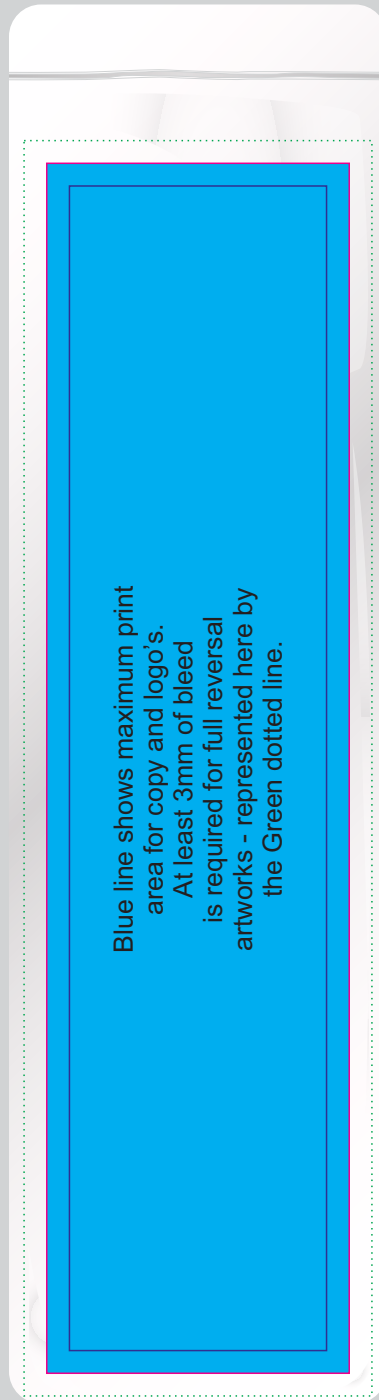 Blue line shows maximum print
area for copy and logo’s.
At least 3mm of bleed
is required for full reversal
artworks - represented here by
the Green dotted line.